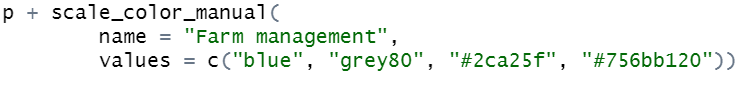 p + scale_color_manual(
        name = "Farm management",
        values = c("blue", "grey80", "#2ca25f", "#756bb120"))